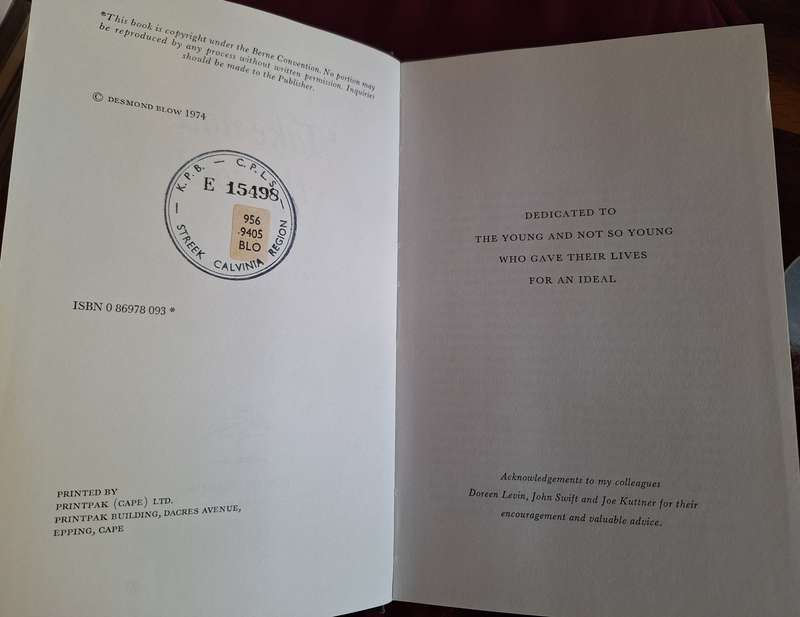 *This book is copyright under the Berne Convention. No portion may
be reproduced by any process without written permission. Inquiries
should be made to the Publisher.
© DESMOND BLOW 1974
— K.P.B. — C.P.L.S. —
E 15498
956
.9405
BLO
STREEK CALVINIA REGION
ISBN 0 86978 093 *
PRINTED BY
PRINTPAK (CAPE) LTD.
PRINTPAK BUILDING, DACRES AVENUE,
EPPING, CAPE
DEDICATED TO
THE YOUNG AND NOT SO YOUNG
WHO GAVE THEIR LIVES
FOR AN IDEAL
Acknowledgements to my colleagues
Doreen Levin, John Swift and Joe Kuttner for their
encouragement and valuable advice.